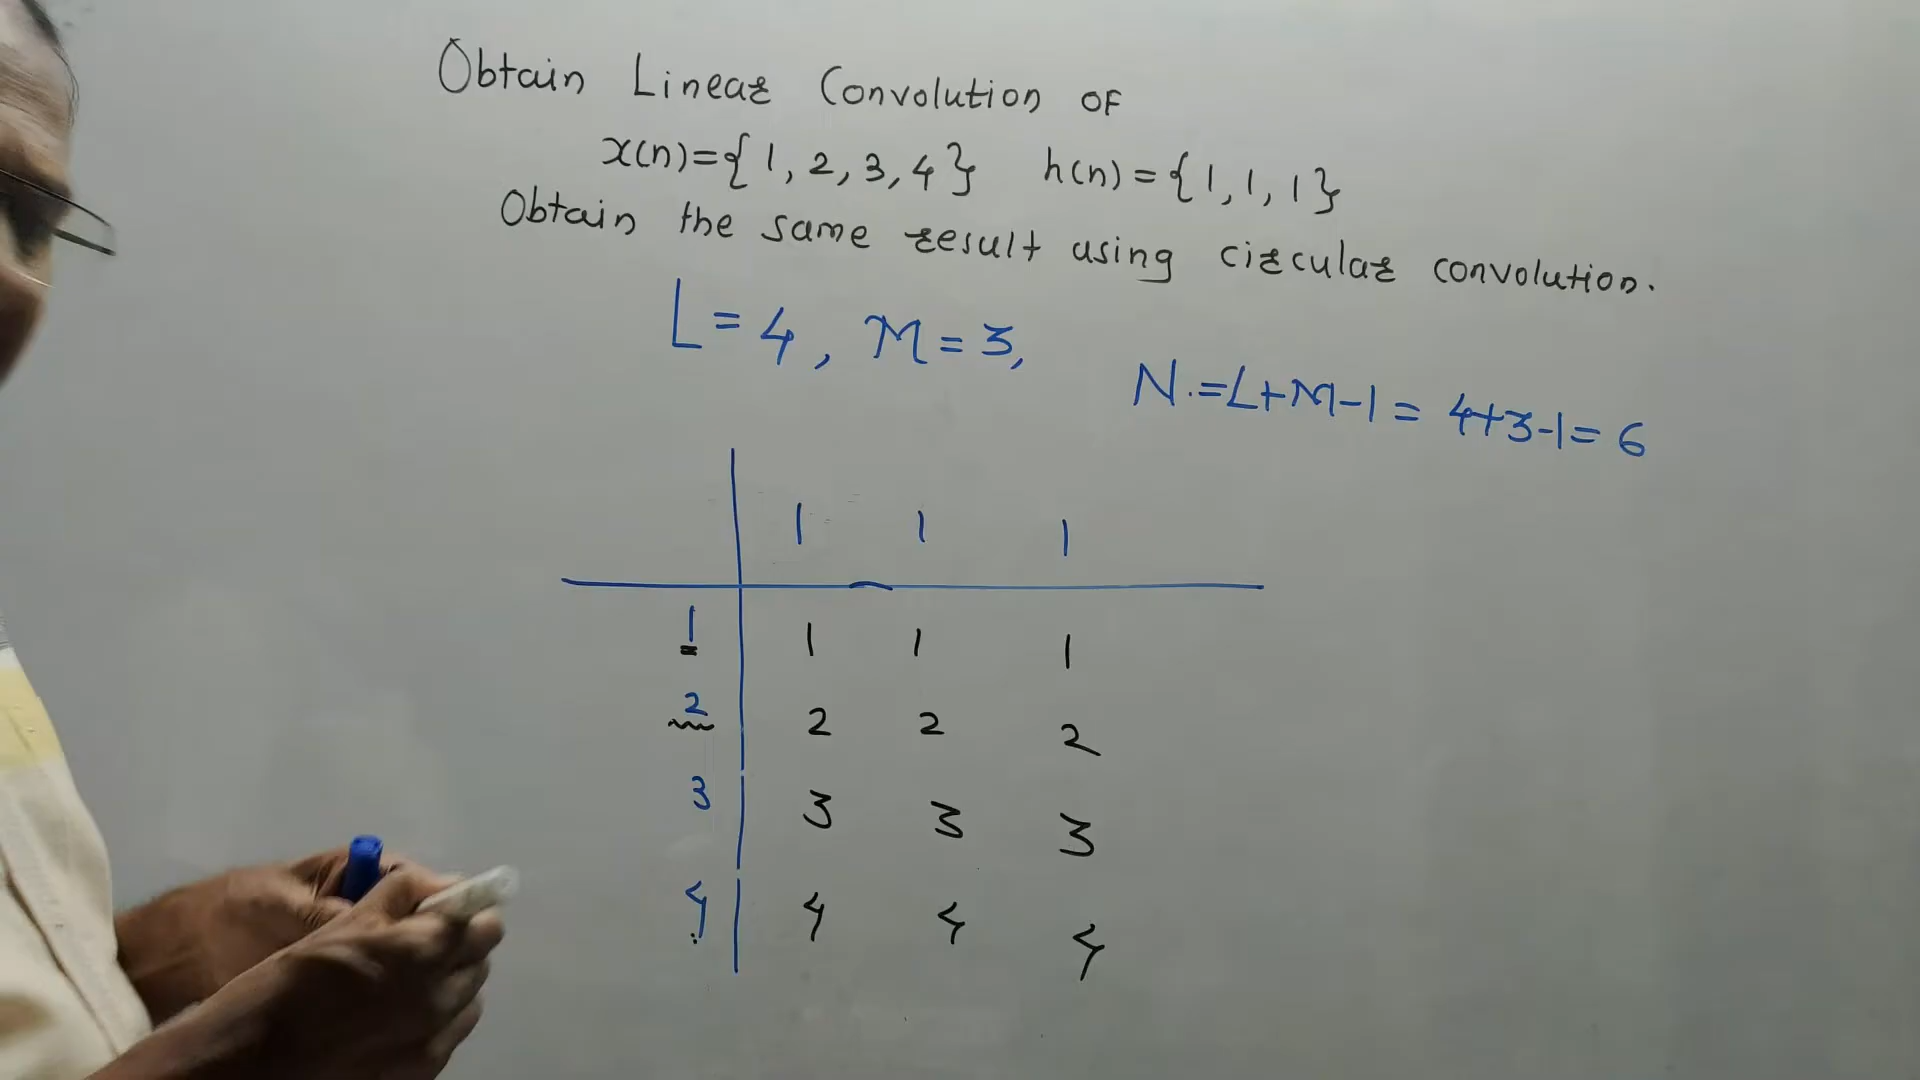 Obtain Linear Convolution of
x(n)={1, 2, 3, 4} h(n)={1, 1, 1}
Obtain the same result using circular convolution.
L=4, M=3,
N.=L+M-1= 4+3-1= 6
1 1 1
1 1 1 1
2 2 2 2
3 3 3 3
4 4 4 4